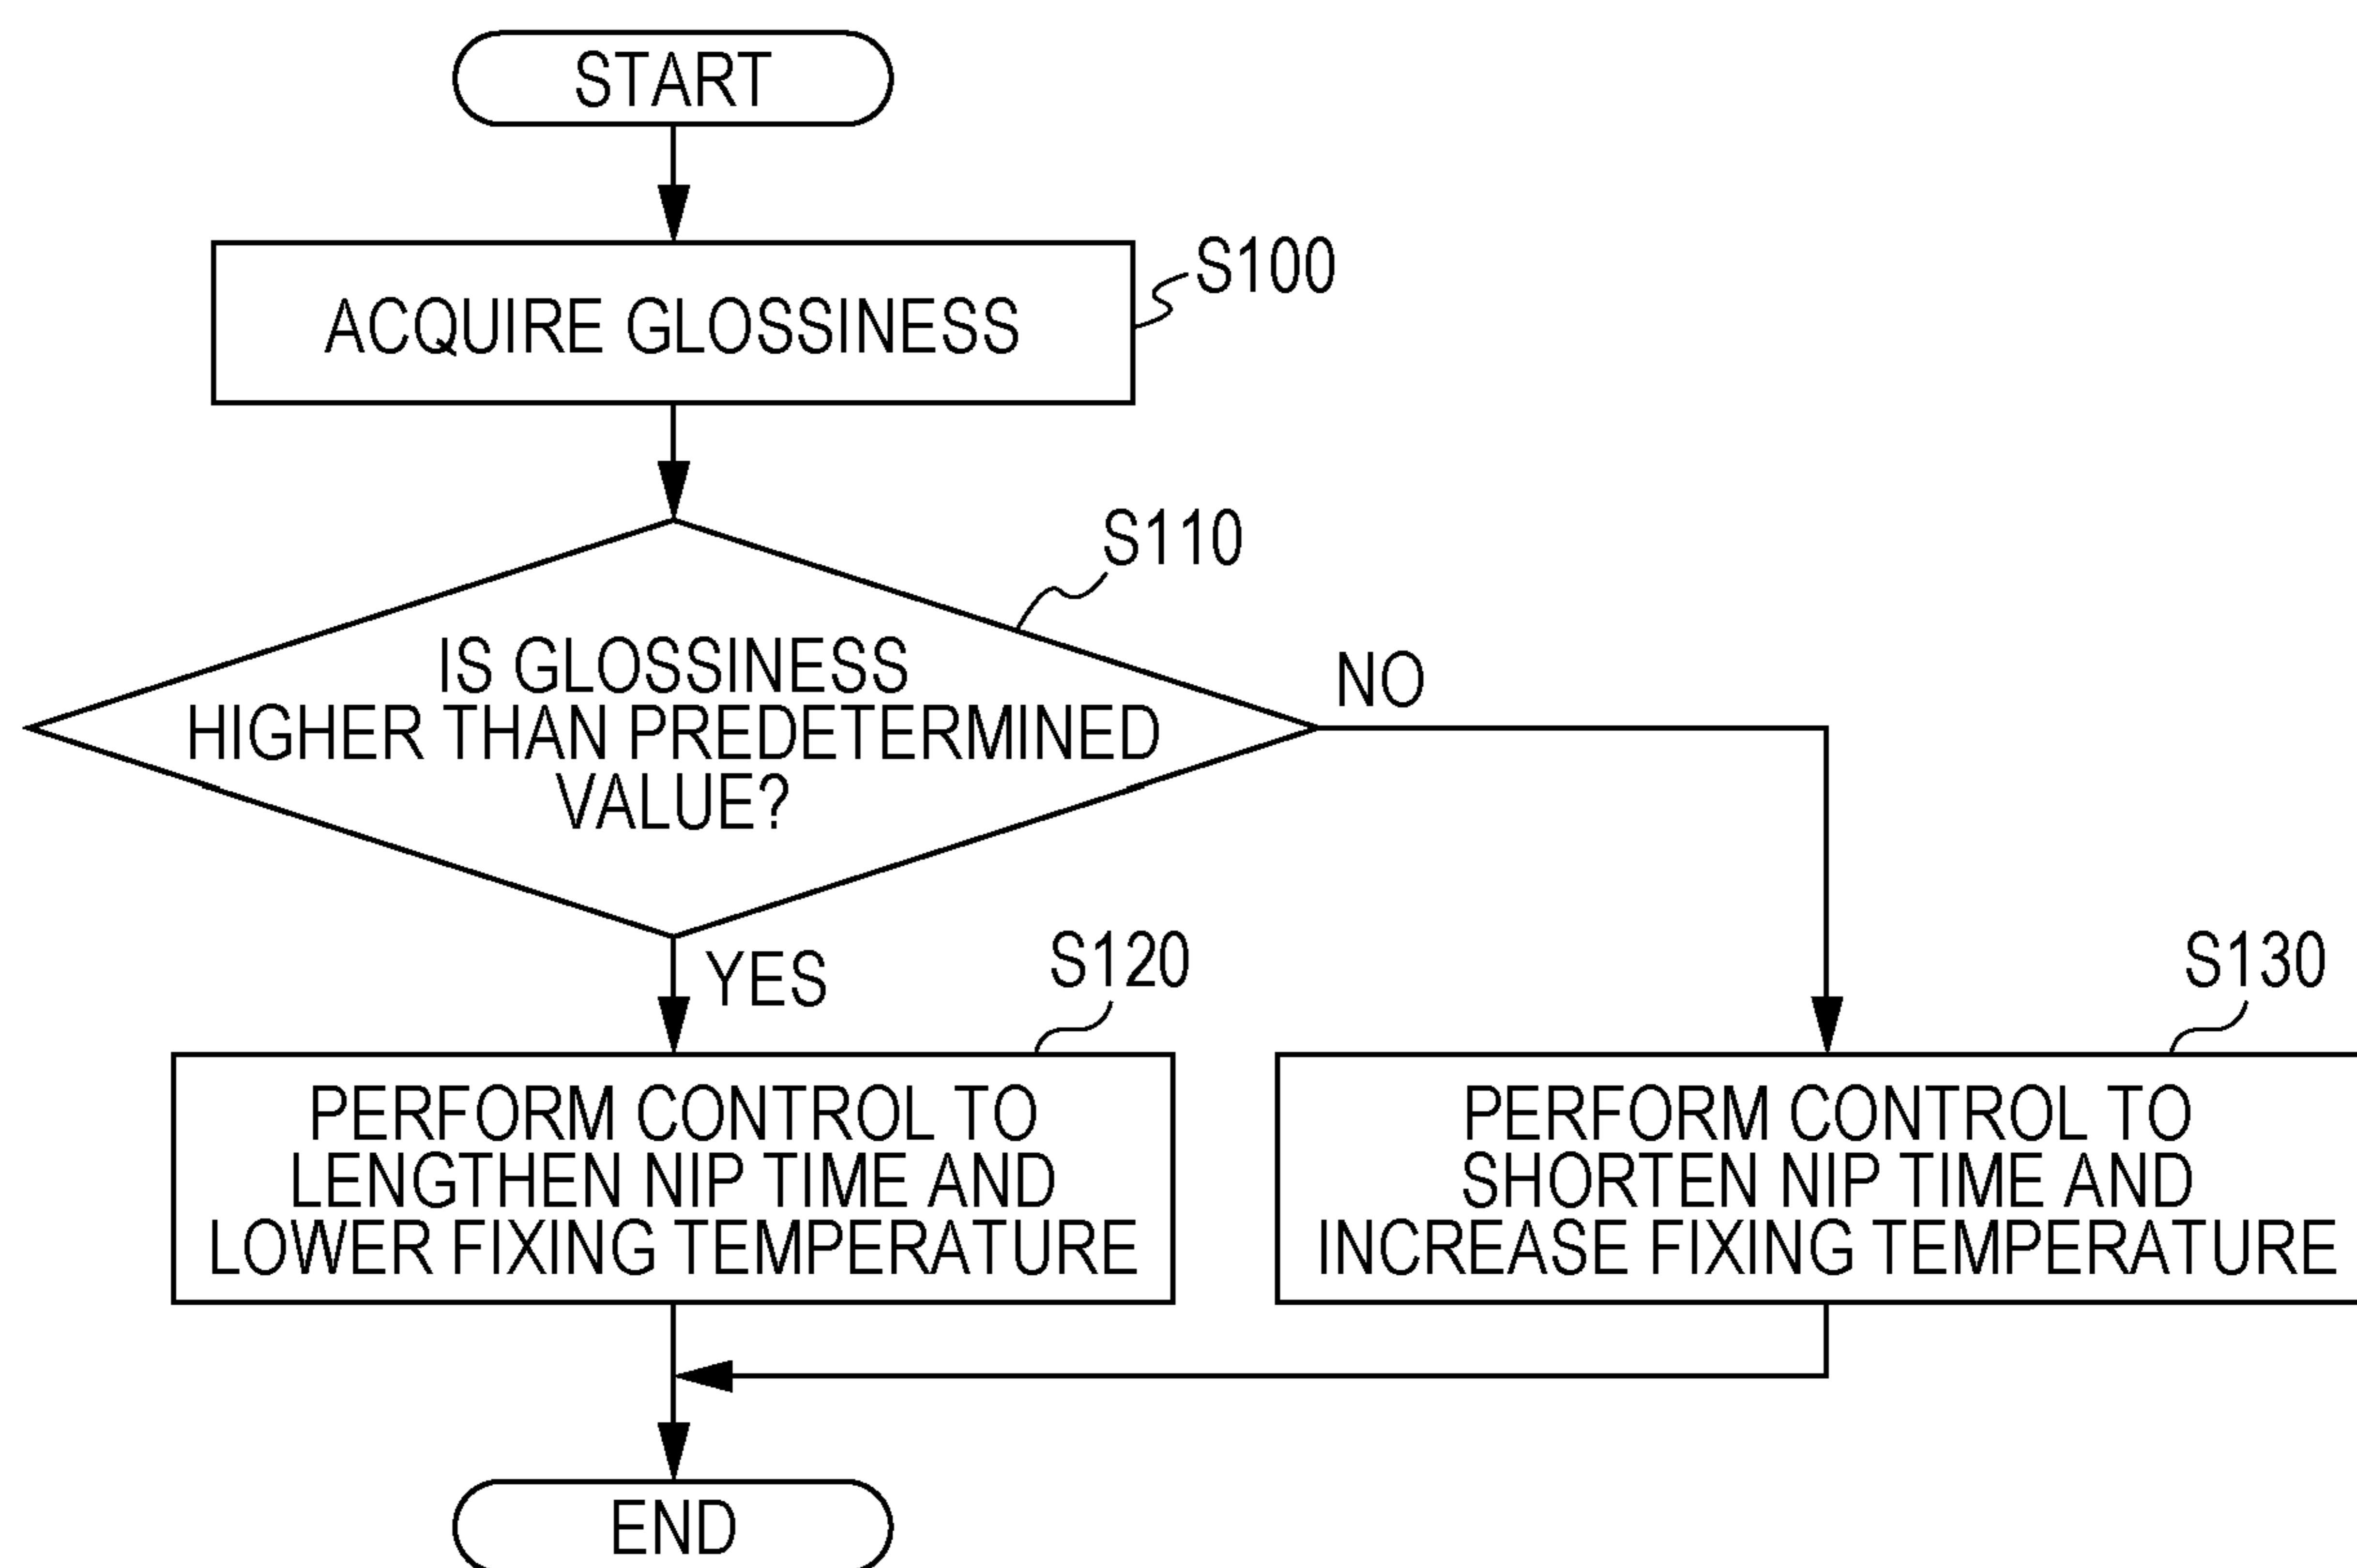 START
ACQUIRE GLOSSINESS
S100
S110
IS GLOSSINESS
HIGHER THAN PREDETERMINED
VALUE?
NO
YES
S120
PERFORM CONTROL TO
LENGTHEN NIP TIME AND
LOWER FIXING TEMPERATURE
S130
PERFORM CONTROL TO
SHORTEN NIP TIME AND
INCREASE FIXING TEMPERATURE
END